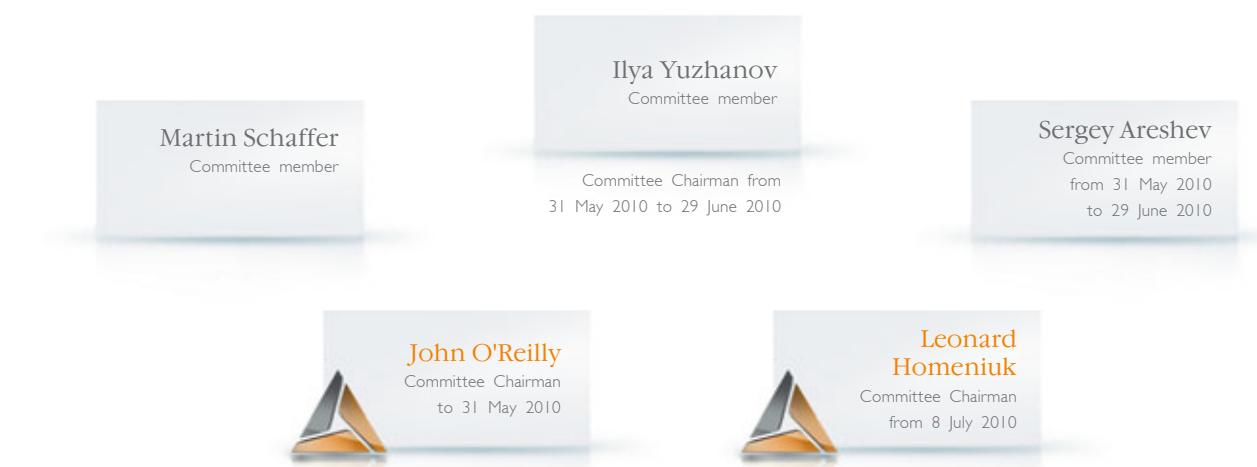 Ilya Yuzhanov
Committee member
Committee Chairman from
31 May 2010 to 29 June 2010
Martin Schaffer
Committee member
Sergey Areshev
Committee member
from 31 May 2010
to 29 June 2010
John O'Reilly
Committee Chairman
to 31 May 2010
Leonard
Homeniuk
Committee Chairman
from 8 July 2010